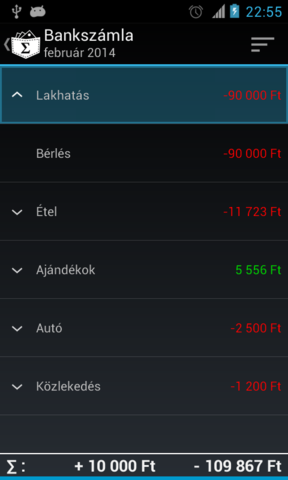 22:55
Bankszámla
február 2014
Lakhatás -90 000 Ft
Bérlés -90 000 Ft
Étel -11 723 Ft
Ajándékok 5 556 Ft
Autó -2 500 Ft
Közlekedés -1 200 Ft
Σ : + 10 000 Ft - 109 867 Ft